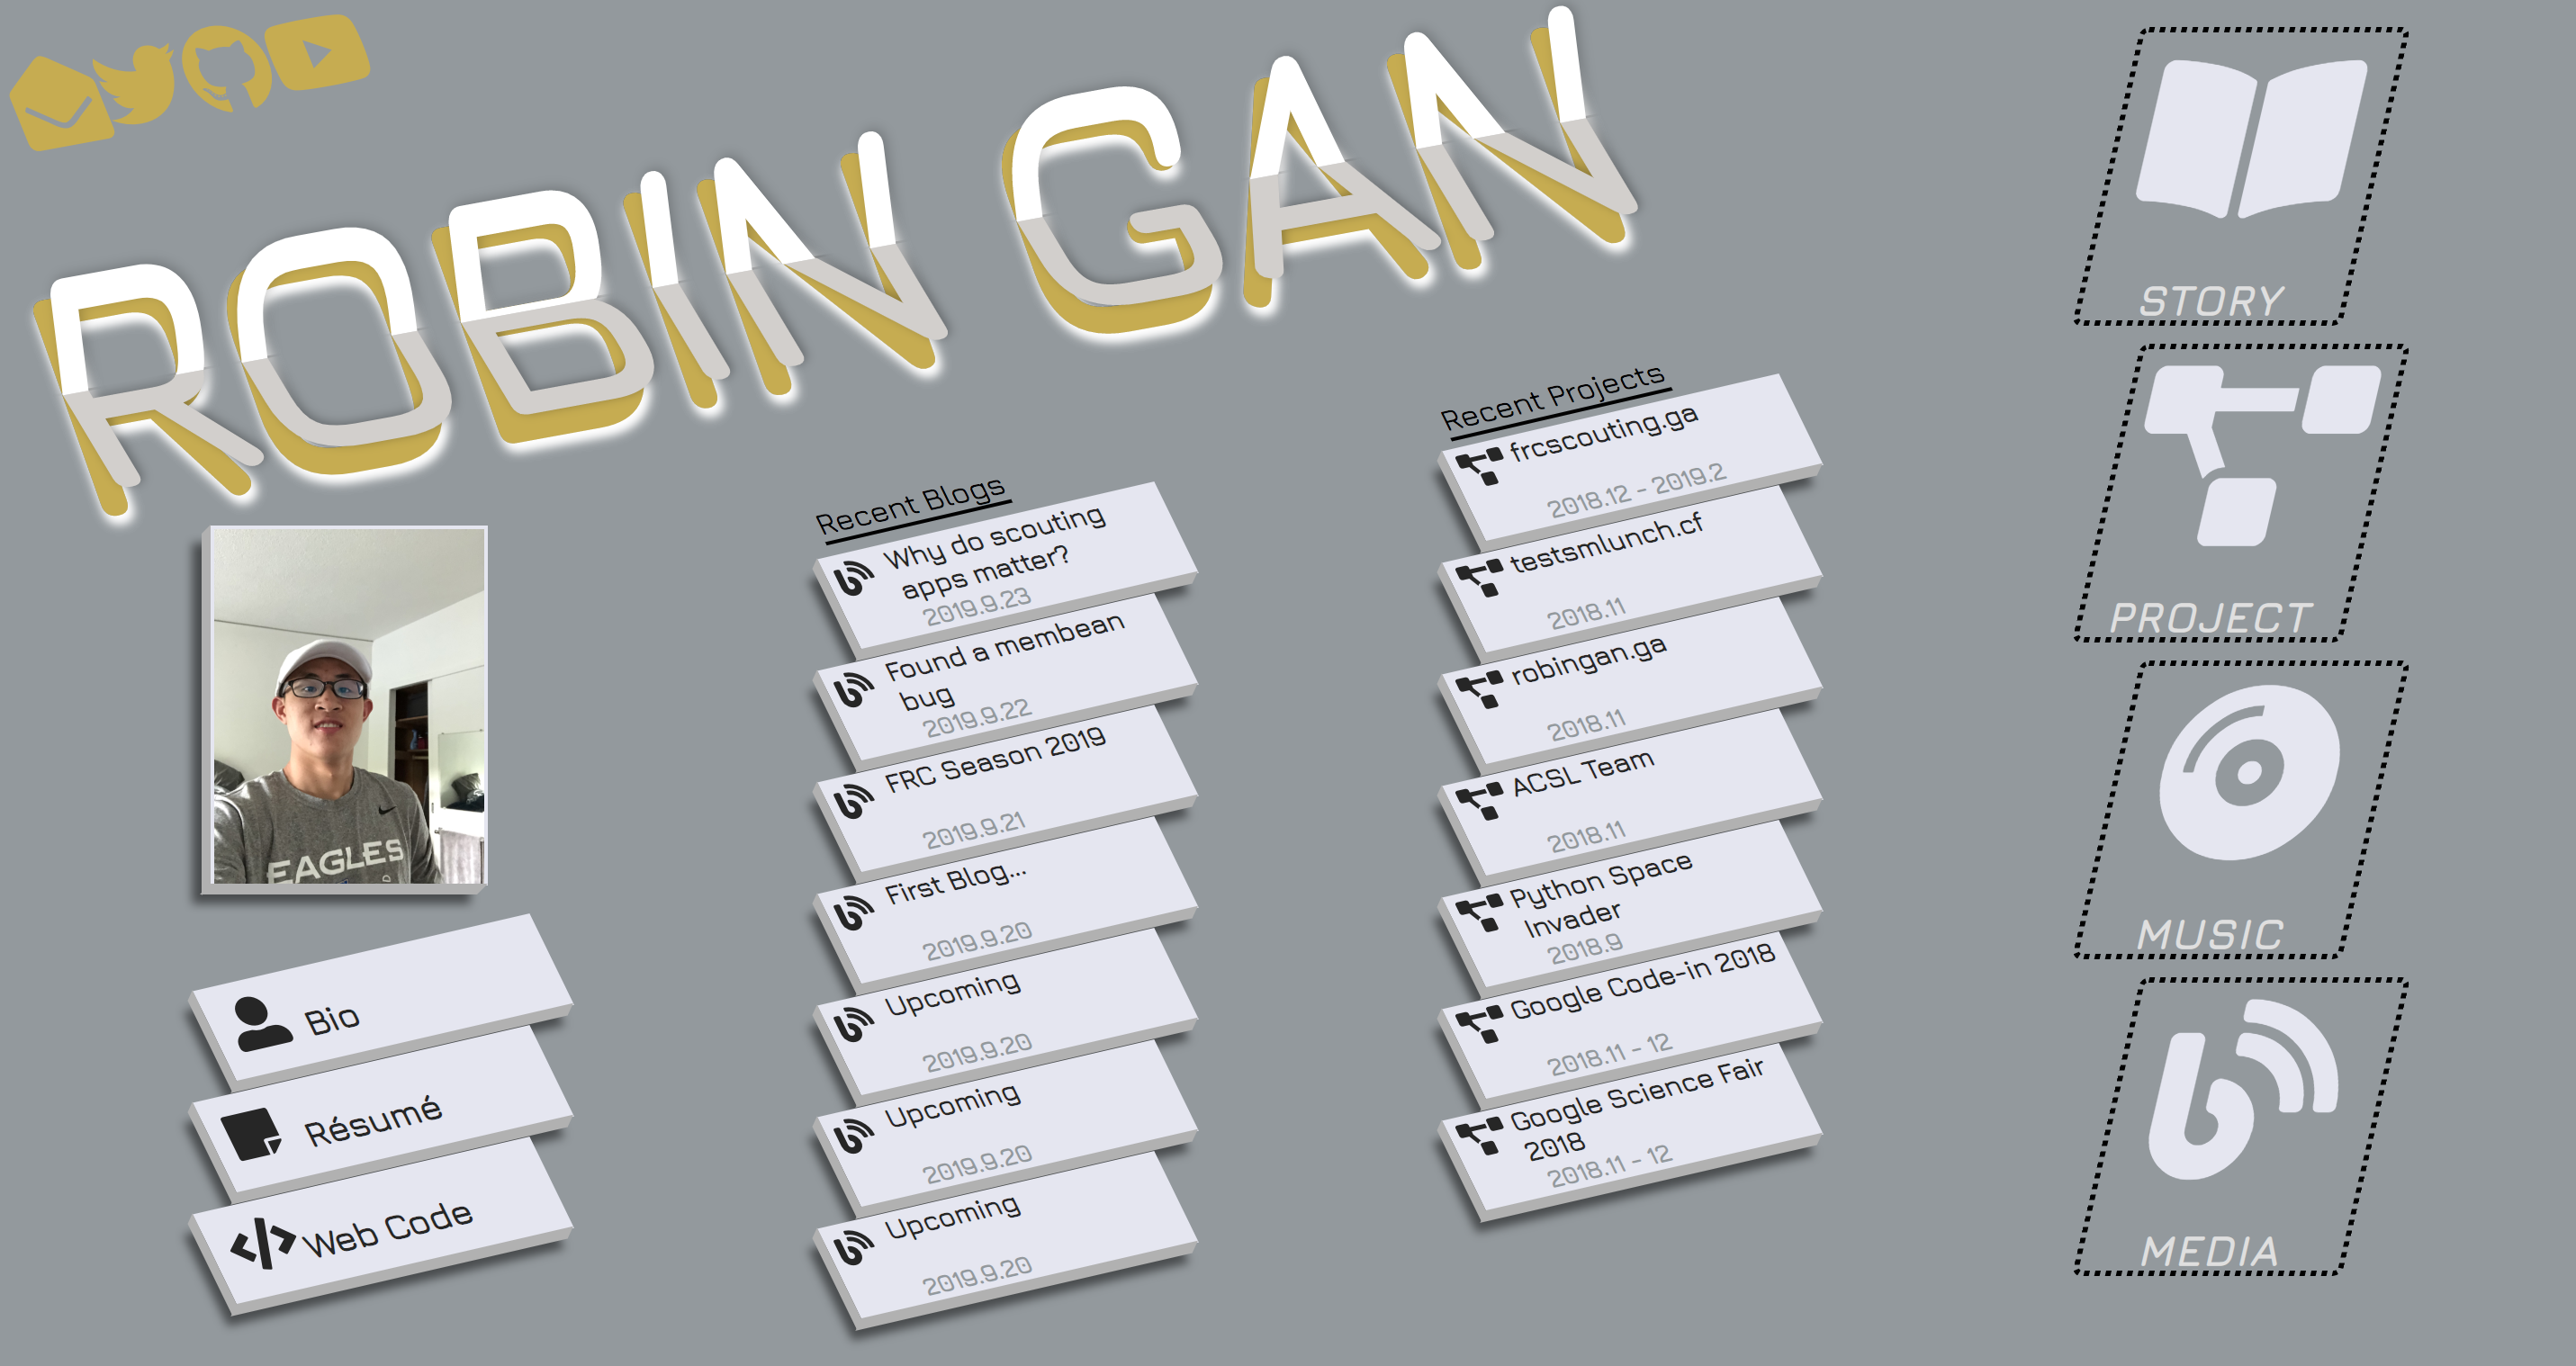 ROBIN GAN
EAGLES
D
Bio
Résumé
Web Code
Recent Blogs
Why do scouting
apps matter?
2019.9.23
Found a membean
bug
2019.9.22
FRC Season 2019
2019.9.21
First Blog...
2019.9.20
Upcoming
2019.9.20
Upcoming
2019.9.20
Upcoming
2019.9.20
Recent Projects
frcscouting.ga
2018.12 - 2019.2
testsmlunch.cf
2018.11
robingan.ga
2018.11
ACSL Team
2018.11
Python Space
Invader
2018.9
Google Code-in 2018
2018.11 - 12
Google Science Fair
2018
2018.11 - 12
STORY
PROJECT
MUSIC
MEDIA